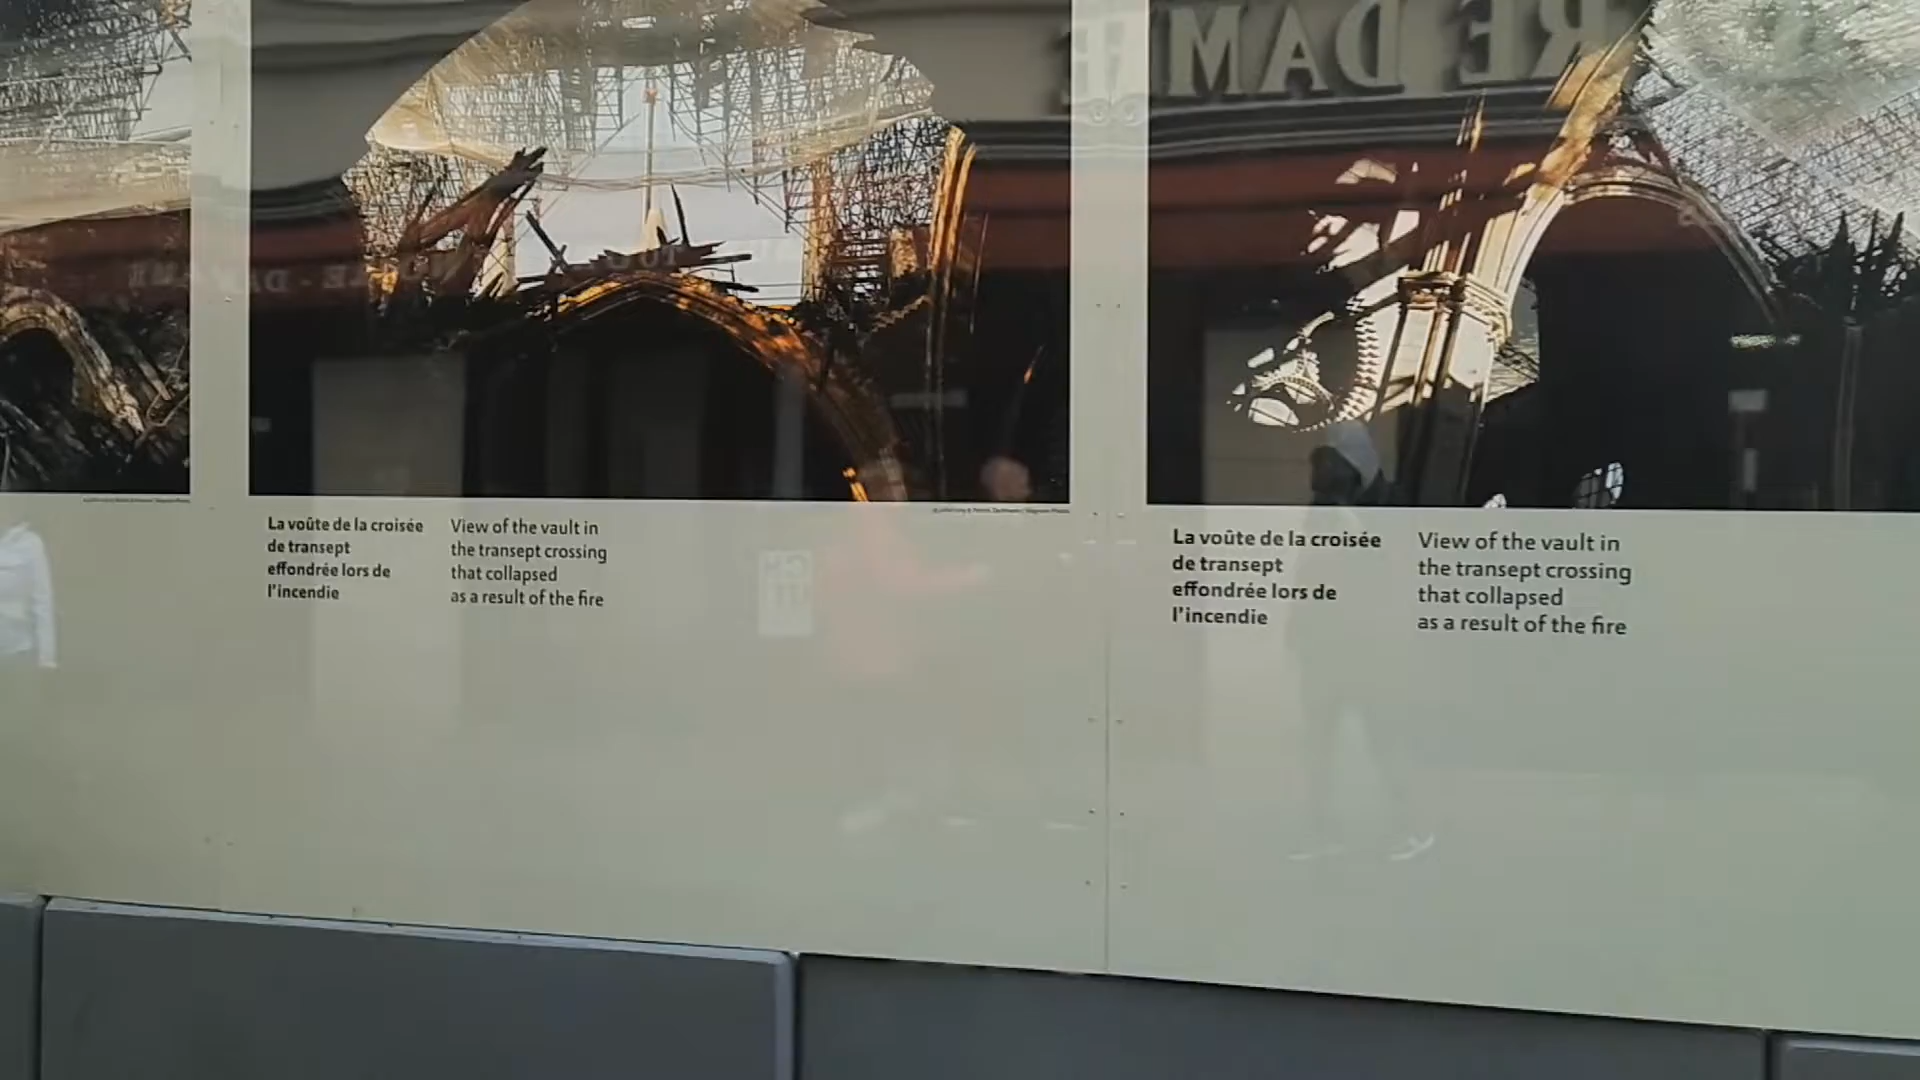 RE DAME
La voûte de la croisée
de transept
effondrée lors de
l'incendie
View of the vault in
the transept crossing
that collapsed
as a result of the fire
La voûte de la croisée
de transept
effondrée lors de
l'incendie
View of the vault in
the transept crossing
that collapsed
as a result of the fire